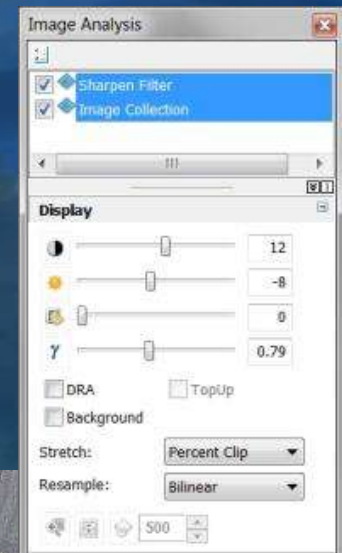 Image Analysis
Sharpen Filter
Image Collection
Display
12
-8
0
γ 0.79
DRA TopUp
Background
Stretch: Percent Clip
Resample: Bilinear
500